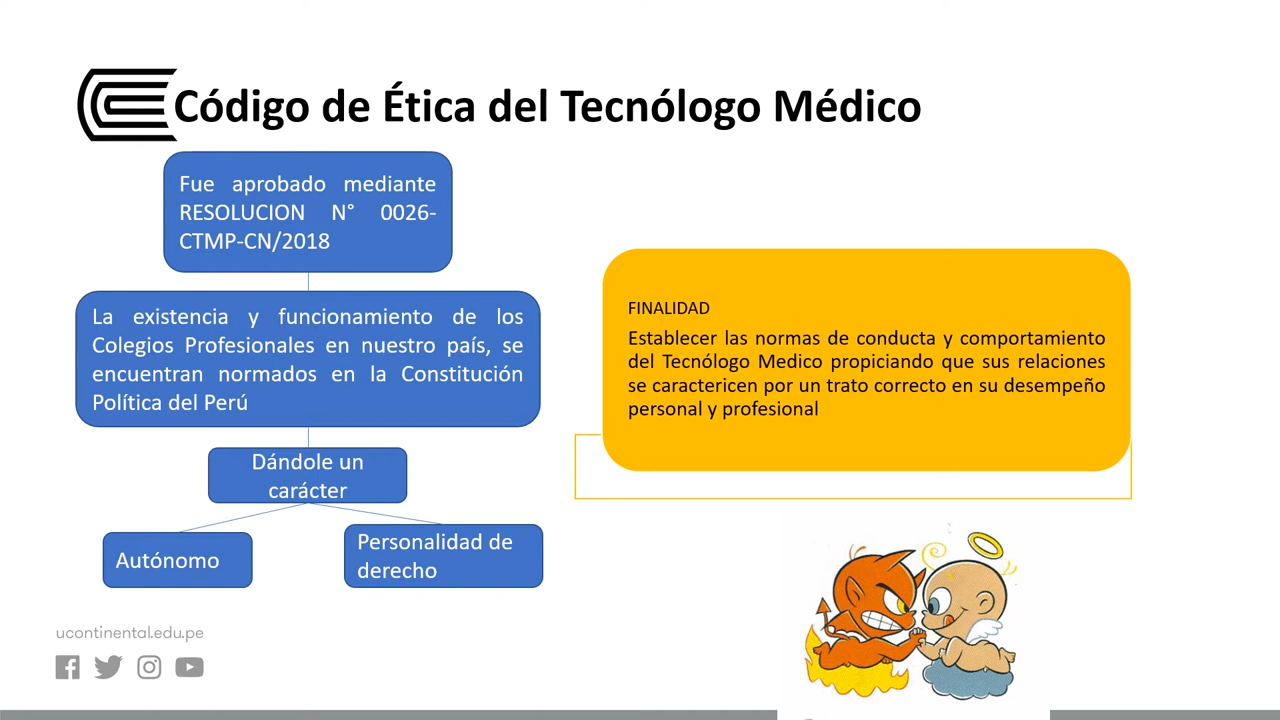 Código de Ética del Tecnólogo Médico
Fue aprobado mediante
RESOLUCION N° 0026-
CTMP-CN/2018
La existencia y funcionamiento de los
Colegios Profesionales en nuestro país, se
encuentran normados en la Constitución
Política del Perú
Dándole un
carácter
Autónomo
Personalidad de
derecho
FINALIDAD
Establecer las normas de conducta y comportamiento
del Tecnólogo Medico propiciando que sus relaciones
se caractericen por un trato correcto en su desempeño
personal y profesional
ucontinental.edu.pe